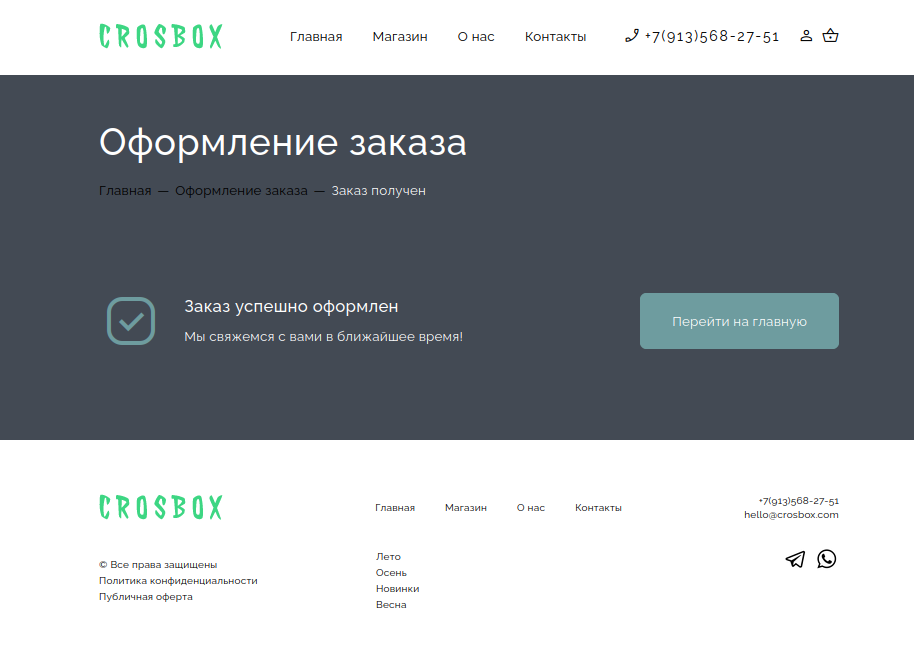 CROSBOX
Главная Магазин О нас Контакты +7(913)568-27-51
Оформление заказа
Главная — Оформление заказа — Заказ получен
Заказ успешно оформлен
Мы свяжемся с вами в ближайшее время!
Перейти на главную
CROSBOX
Главная Магазин О нас Контакты
+7(913)568-27-51
hello@crosbox.com
© Все права защищены
Политика конфиденциальности
Публичная оферта
Лето
Осень
Новинки
Весна